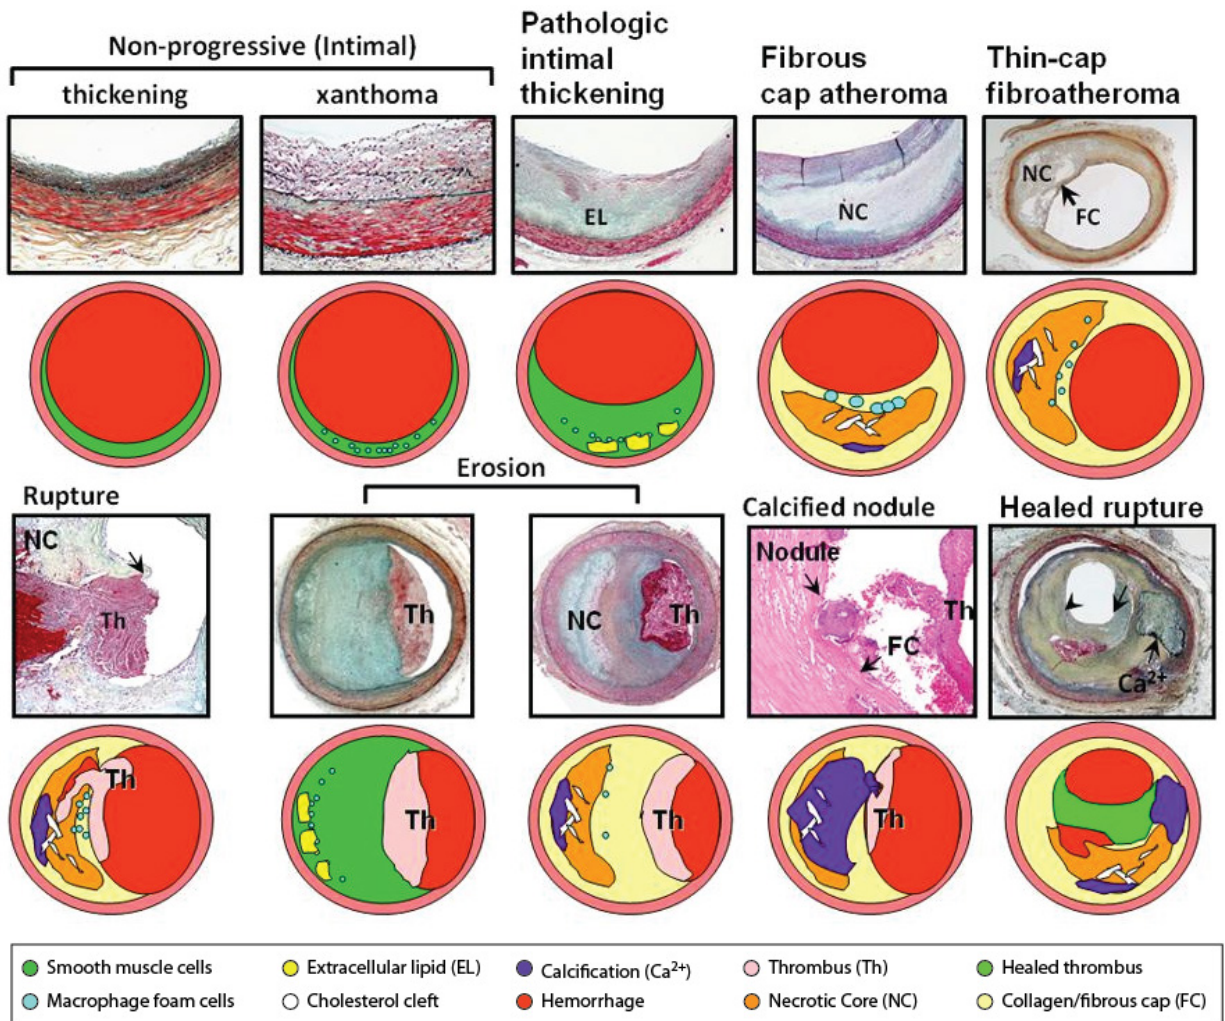 Non-progressive (Intimal)
thickening
xanthoma
Pathologic
intimal
thickening
Fibrous
cap atheroma
Thin-cap
fibroatheroma
EL
NC
NC
FC
Rupture
Erosion
Calcified nodule
Healed rupture
NC
Th
Th
NC
Th
Nodule
FC
Th
Ca²⁺
Th
Th
Th
Th
Smooth muscle cells
Extracellular lipid (EL)
Calcification (Ca²⁺)
Thrombus (Th)
Healed thrombus
Macrophage foam cells
Cholesterol cleft
Hemorrhage
Necrotic Core (NC)
Collagen/fibrous cap (FC)